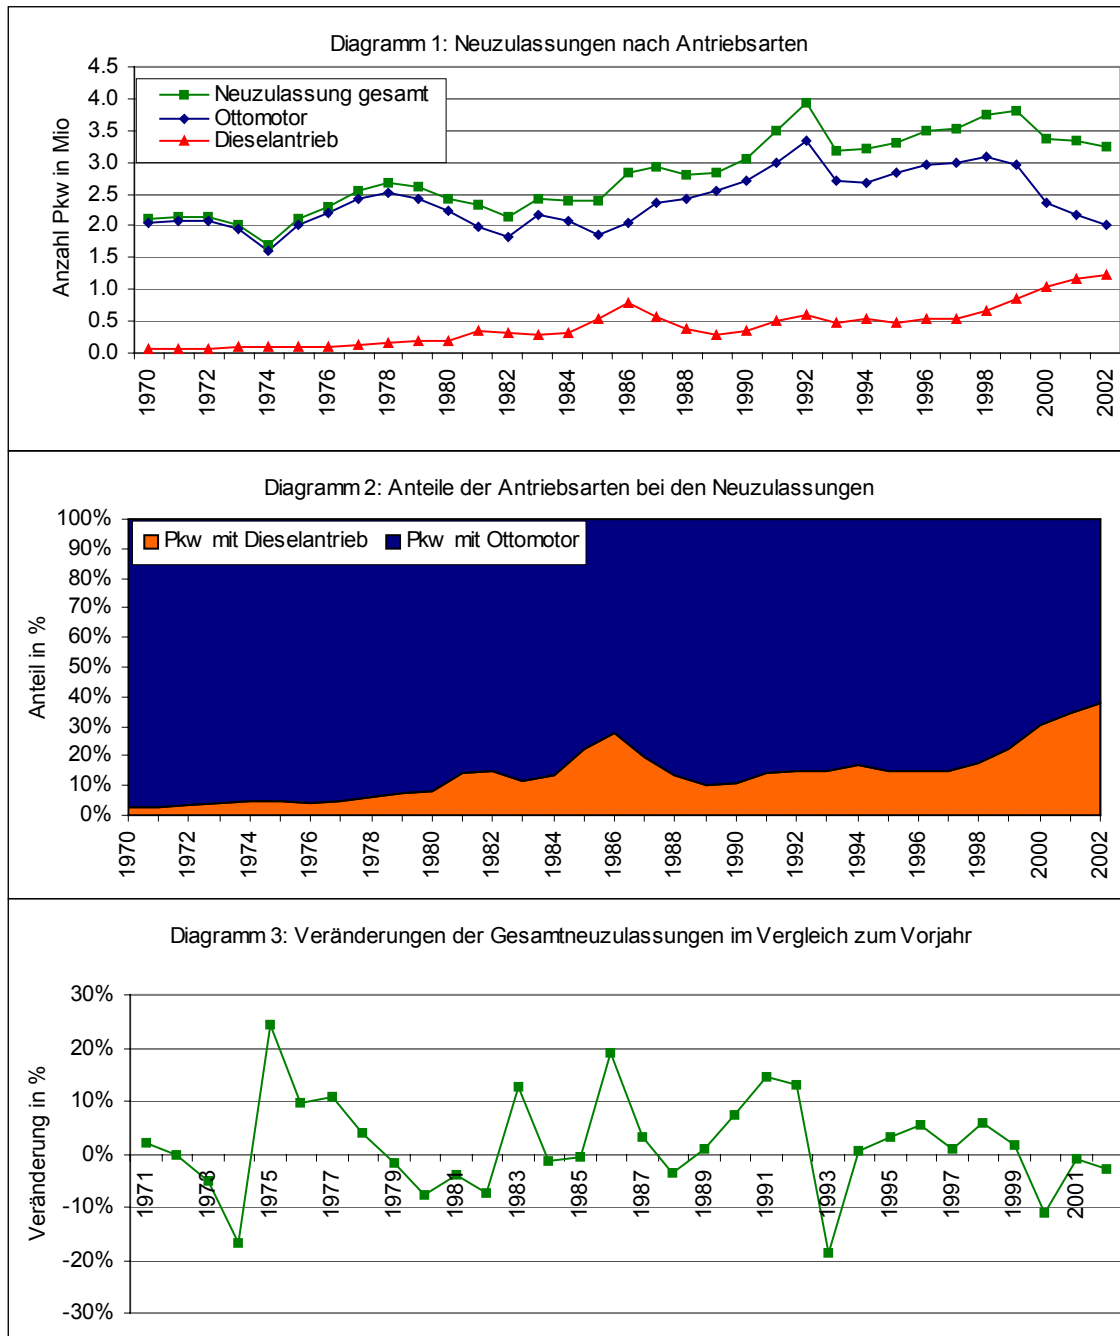 Diagramm 1: Neuzulassungen nach Antriebsarten
Anzahl Pkw in Mio
4.5
4.0
3.5
3.0
2.5
2.0
1.5
1.0
0.5
0.0
Neuzulassung gesamt
Ottomotor
Dieselantrieb
1970 1972 1974 1976 1978 1980 1982 1984 1986 1988 1990 1992 1994 1996 1998 2000 2002
Diagramm 2: Anteile der Antriebsarten bei den Neuzulassungen
Anteil in %
100%
90%
80%
70%
60%
50%
40%
30%
20%
10%
0%
Pkw mit Dieselantrieb Pkw mit Ottomotor
1970 1972 1974 1976 1978 1980 1982 1984 1986 1988 1990 1992 1994 1996 1998 2000 2002
Diagramm 3: Veränderungen der Gesamtneuzulassungen im Vergleich zum Vorjahr
Veränderung in %
30%
20%
10%
0%
-10%
-20%
-30%
1971 1973 1975 1977 1979 1981 1983 1985 1987 1989 1991 1993 1995 1997 1999 2001